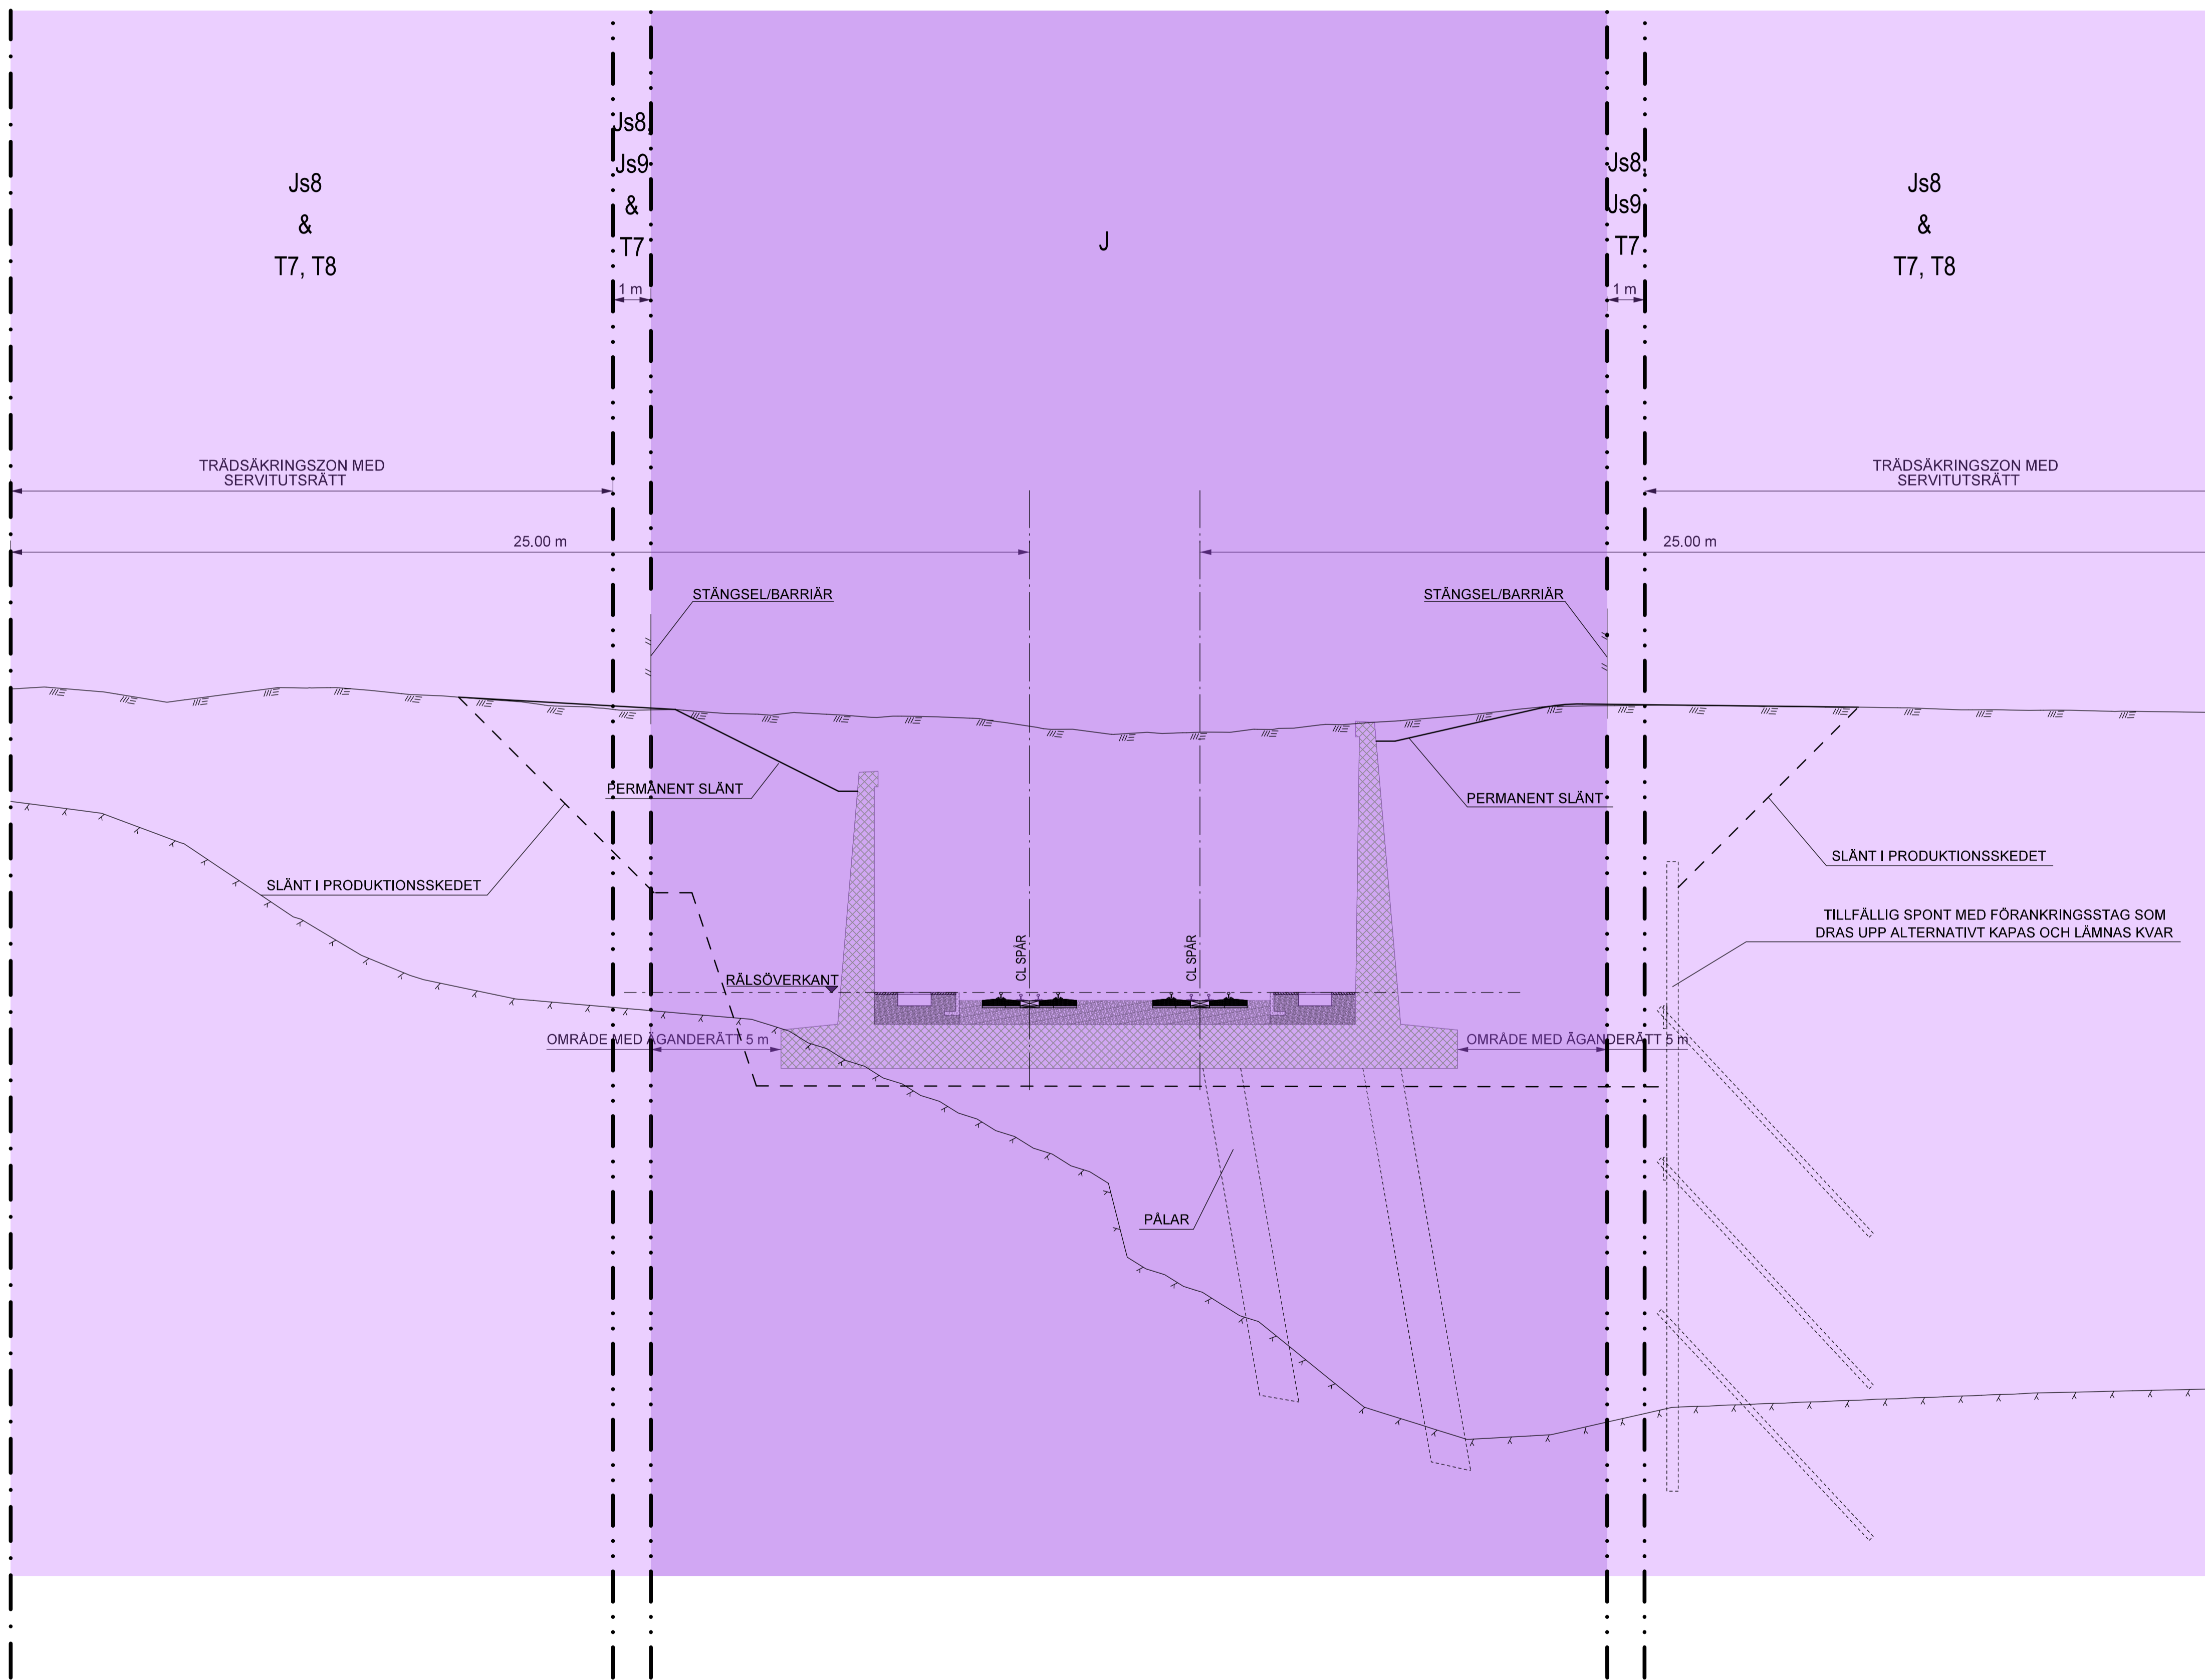 Js8,
Js9
&
T7
Js8
&
T7, T8
J
Js8,
Js9
T7
Js8
&
T7, T8
1 m
1 m
TRÄDSÄKRINGSZON MED
SERVITUTSRÄTT
TRÄDSÄKRINGSZON MED
SERVITUTSRÄTT
25.00 m
25.00 m
STÄNGSEL/BARRIÄR
STÄNGSEL/BARRIÄR
PERMANENT SLÄNT
PERMANENT SLÄNT
SLÄNT I PRODUKTIONSSKEDET
SLÄNT I PRODUKTIONSSKEDET
TILLFÄLLIG SPONT MED FÖRANKRINGSSTAG SOM
DRAS UPP ALTERNATIVT KAPAS OCH LÄMNAS KVAR
CL SPÅR
CL SPÅR
RÄLSÖVERKANT
OMRÅDE MED ÄGANDERÄTT 5 m
OMRÅDE MED ÄGANDERÄTT 5 m
PÅLAR